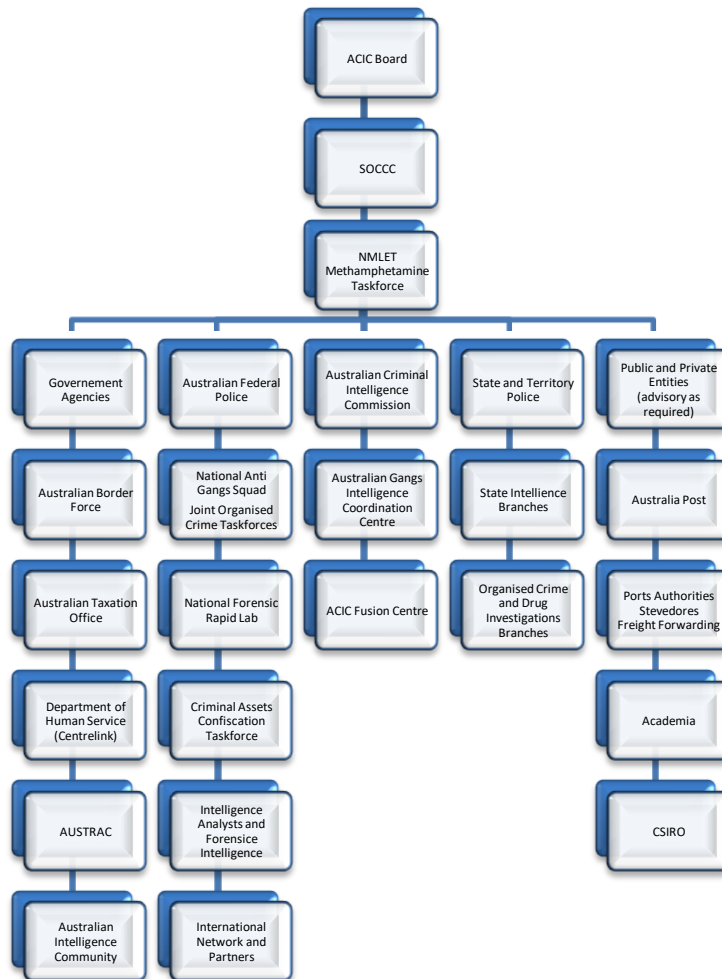 ACIC Board
SOCCC
NMLET
Methamphetamine
Taskforce
Governement
Agencies
Australian Border
Force
Australian Taxation
Office
Department of
Human Service
(Centrelink)
AUSTRAC
Australian
Intelligence
Community
Australian Federal
Police
National Anti
Gangs Squad
Joint Organised
Crime Taskforces
National Forensic
Rapid Lab
Criminal Assets
Confiscation
Taskforce
Intelligence
Analysts and
Forensice
Intelligence
International
Network and
Partners
Australian Criminal
Intelligence
Commission
Australian Gangs
Intelligence
Coordination
Centre
ACIC Fusion Centre
State and Territory
Police
State Intellience
Branches
Organised Crime
and Drug
Investigations
Branches
Public and Private
Entities
(advisory as
required)
Australia Post
Ports Authorities
Stevedores
Freight Forwarding
Academia
CSIRO